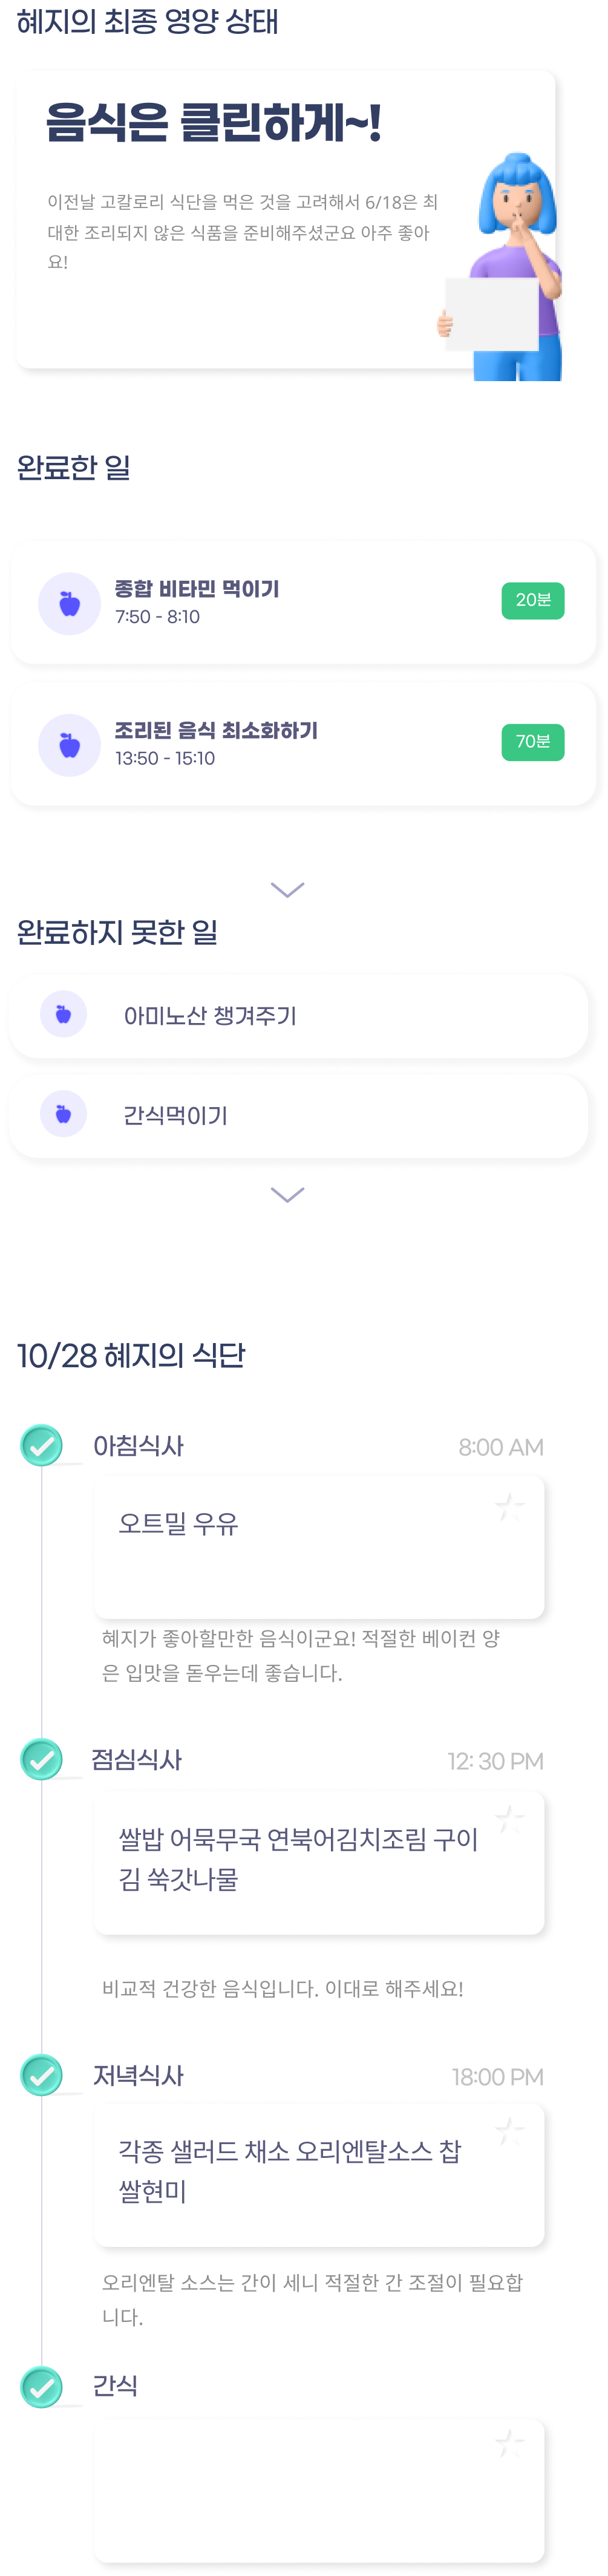 혜지의 최종 영양 상태
음식은 클린하게~!
이전날 고칼로리 식단을 먹은 것을 고려해서 6/18은 최
대한 조리되지 않은 식품을 준비해주셨군요 아주 좋아
요!
완료한 일
종합 비타민 먹이기
7:50 - 8:10
20분
조리된 음식 최소화하기
13:50 - 15:10
70분
완료하지 못한 일
아미노산 챙겨주기
간식먹이기
10/28 혜지의 식단
아침식사
8:00 AM
오트밀 우유
혜지가 좋아할만한 음식이군요! 적절한 베이컨 양
은 입맛을 돋우는데 좋습니다.
점심식사
12: 30 PM
쌀밥 어묵무국 연북어김치조림 구이
김 쑥갓나물
비교적 건강한 음식입니다. 이대로 해주세요!
저녁식사
18:00 PM
각종 샐러드 채소 오리엔탈소스 찹
쌀현미
오리엔탈 소스는 간이 세니 적절한 간 조절이 필요합
니다.
간식